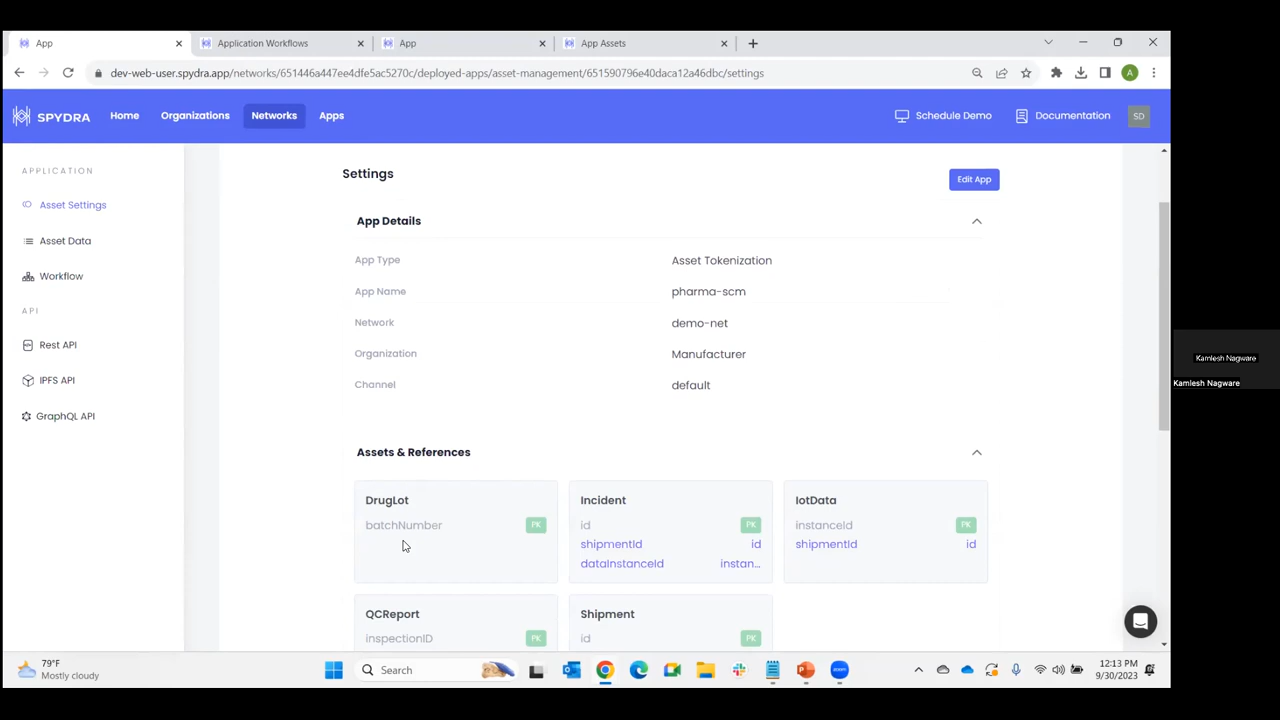 App
Application Workflows
App
App Assets
dev-web-user.spydra.app/networks/651446a447ee4dfe5ac5270c/deployed-apps/asset-management/651590796e40daca12a46dbc/settings
A
SPYDRA
Home
Organizations
Networks
Apps
Schedule Demo
Documentation
SD
APPLICATION
Asset Settings
Asset Data
Workflow
API
Rest API
IPFS API
GraphQL API
Settings
Edit App
App Details
App Type
Asset Tokenization
App Name
pharma-scm
Network
demo-net
Organization
Manufacturer
Channel
default
Assets & References
DrugLot
batchNumber
PK
Incident
id
PK
shipmentId
id
dataInstanceId
instan...
IotData
instanceId
PK
shipmentId
id
QCReport
inspectionID
PK
Shipment
id
PK
Kamlesh Nagware
Kamlesh Nagware
79°F
Mostly cloudy
Search
zoom
12:13 PM
9/30/2023